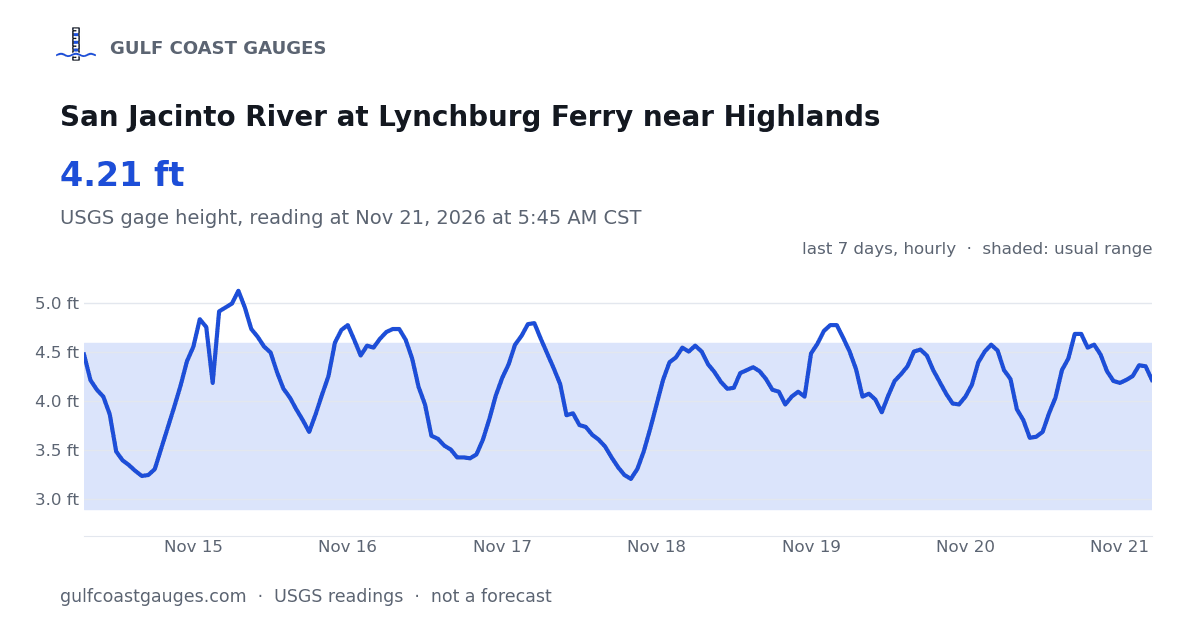 GULF COAST GAUGES
San Jacinto River at Lynchburg Ferry near Highlands
4.21 ft
USGS gage height, reading at Nov 21, 2026 at 5:45 AM CST
last 7 days, hourly · shaded: usual range
5.0 ft
4.5 ft
4.0 ft
3.5 ft
3.0 ft
Nov 15 Nov 16 Nov 17 Nov 18 Nov 19 Nov 20 Nov 21
gulfcoastgauges.com · USGS readings · not a forecast